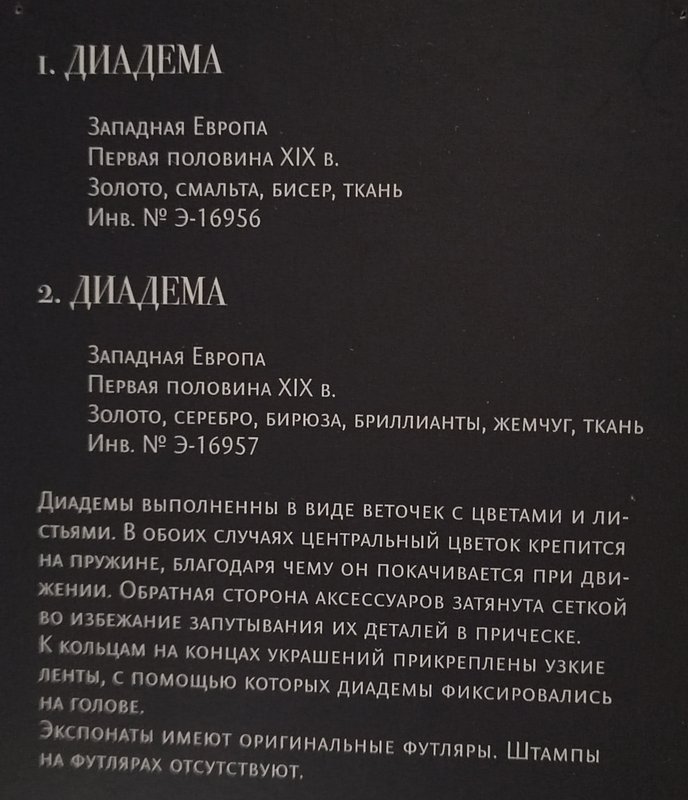 1. ДИАДЕМА
Западная Европа
Первая половина XIX в.
Золото, смальта, бисер, ткань
Инв. № Э-16956
2. ДИАДЕМА
Западная Европа
Первая половина XIX в.
Золото, серебро, бирюза, бриллианты, жемчуг, ткань
Инв. № Э-16957
Диадемы выполненны в виде веточек с цветами и ли-
стьями. В обоих случаях центральный цветок крепится
на пружине, благодаря чему он покачивается при дви-
жении. Обратная сторона аксессуаров затянута сеткой
во избежание запутывания их деталей в прическе.
К кольцам на концах украшений прикреплены узкие
ленты, с помощью которых диадемы фиксировались
на голове.
Экспонаты имеют оригинальные футляры. Штампы
на футлярах отсутствуют.